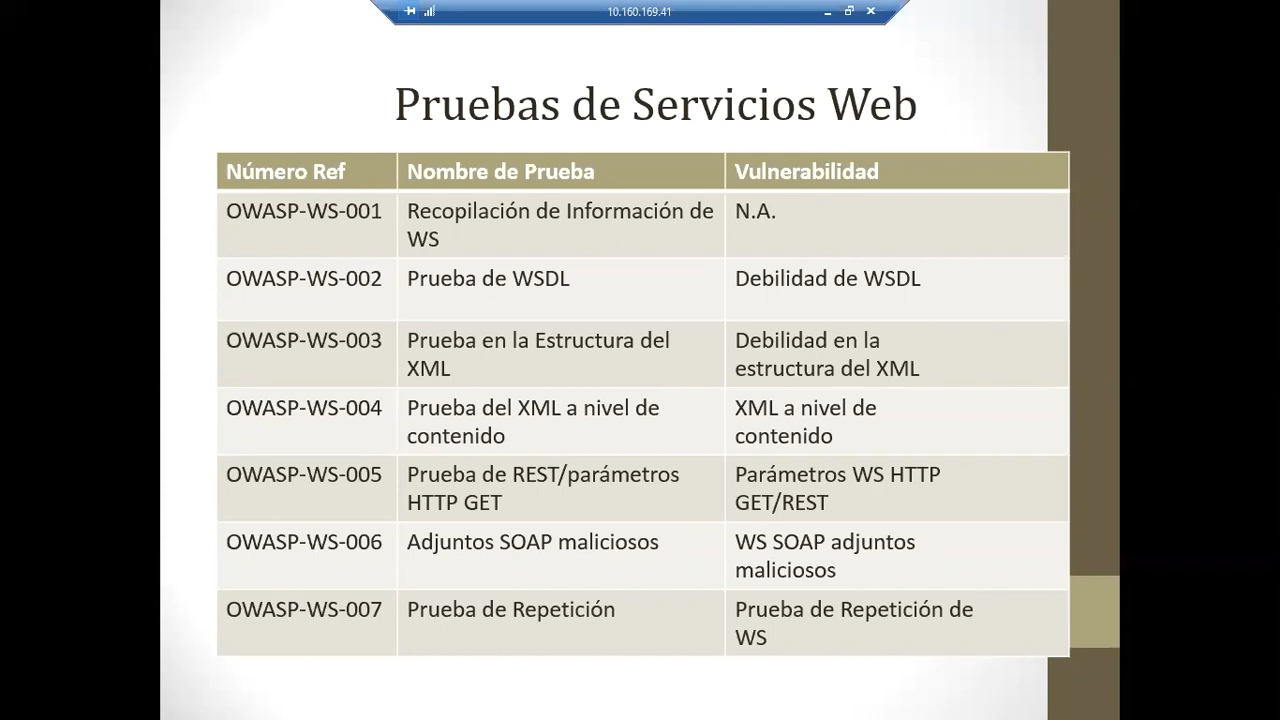 10.160.169.41
Pruebas de Servicios Web
Número Ref Nombre de Prueba Vulnerabilidad
OWASP-WS-001 Recopilación de Información de N.A.
WS
OWASP-WS-002 Prueba de WSDL Debilidad de WSDL
OWASP-WS-003 Prueba en la Estructura del Debilidad en la
XML estructura del XML
OWASP-WS-004 Prueba del XML a nivel de XML a nivel de
contenido contenido
OWASP-WS-005 Prueba de REST/parámetros Parámetros WS HTTP
HTTP GET GET/REST
OWASP-WS-006 Adjuntos SOAP maliciosos WS SOAP adjuntos
maliciosos
OWASP-WS-007 Prueba de Repetición Prueba de Repetición de
WS